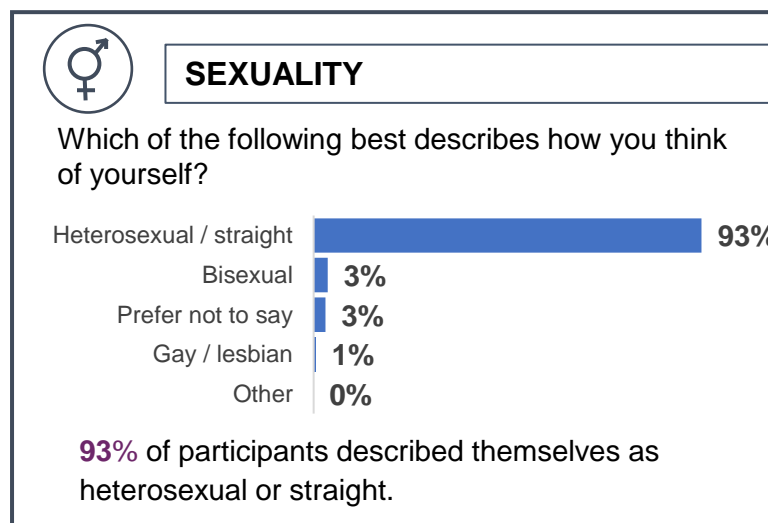 SEXUALITY
Which of the following best describes how you think
of yourself?
Heterosexual / straight 93%
Bisexual 3%
Prefer not to say 3%
Gay / lesbian 1%
Other 0%
93% of participants described themselves as
heterosexual or straight.